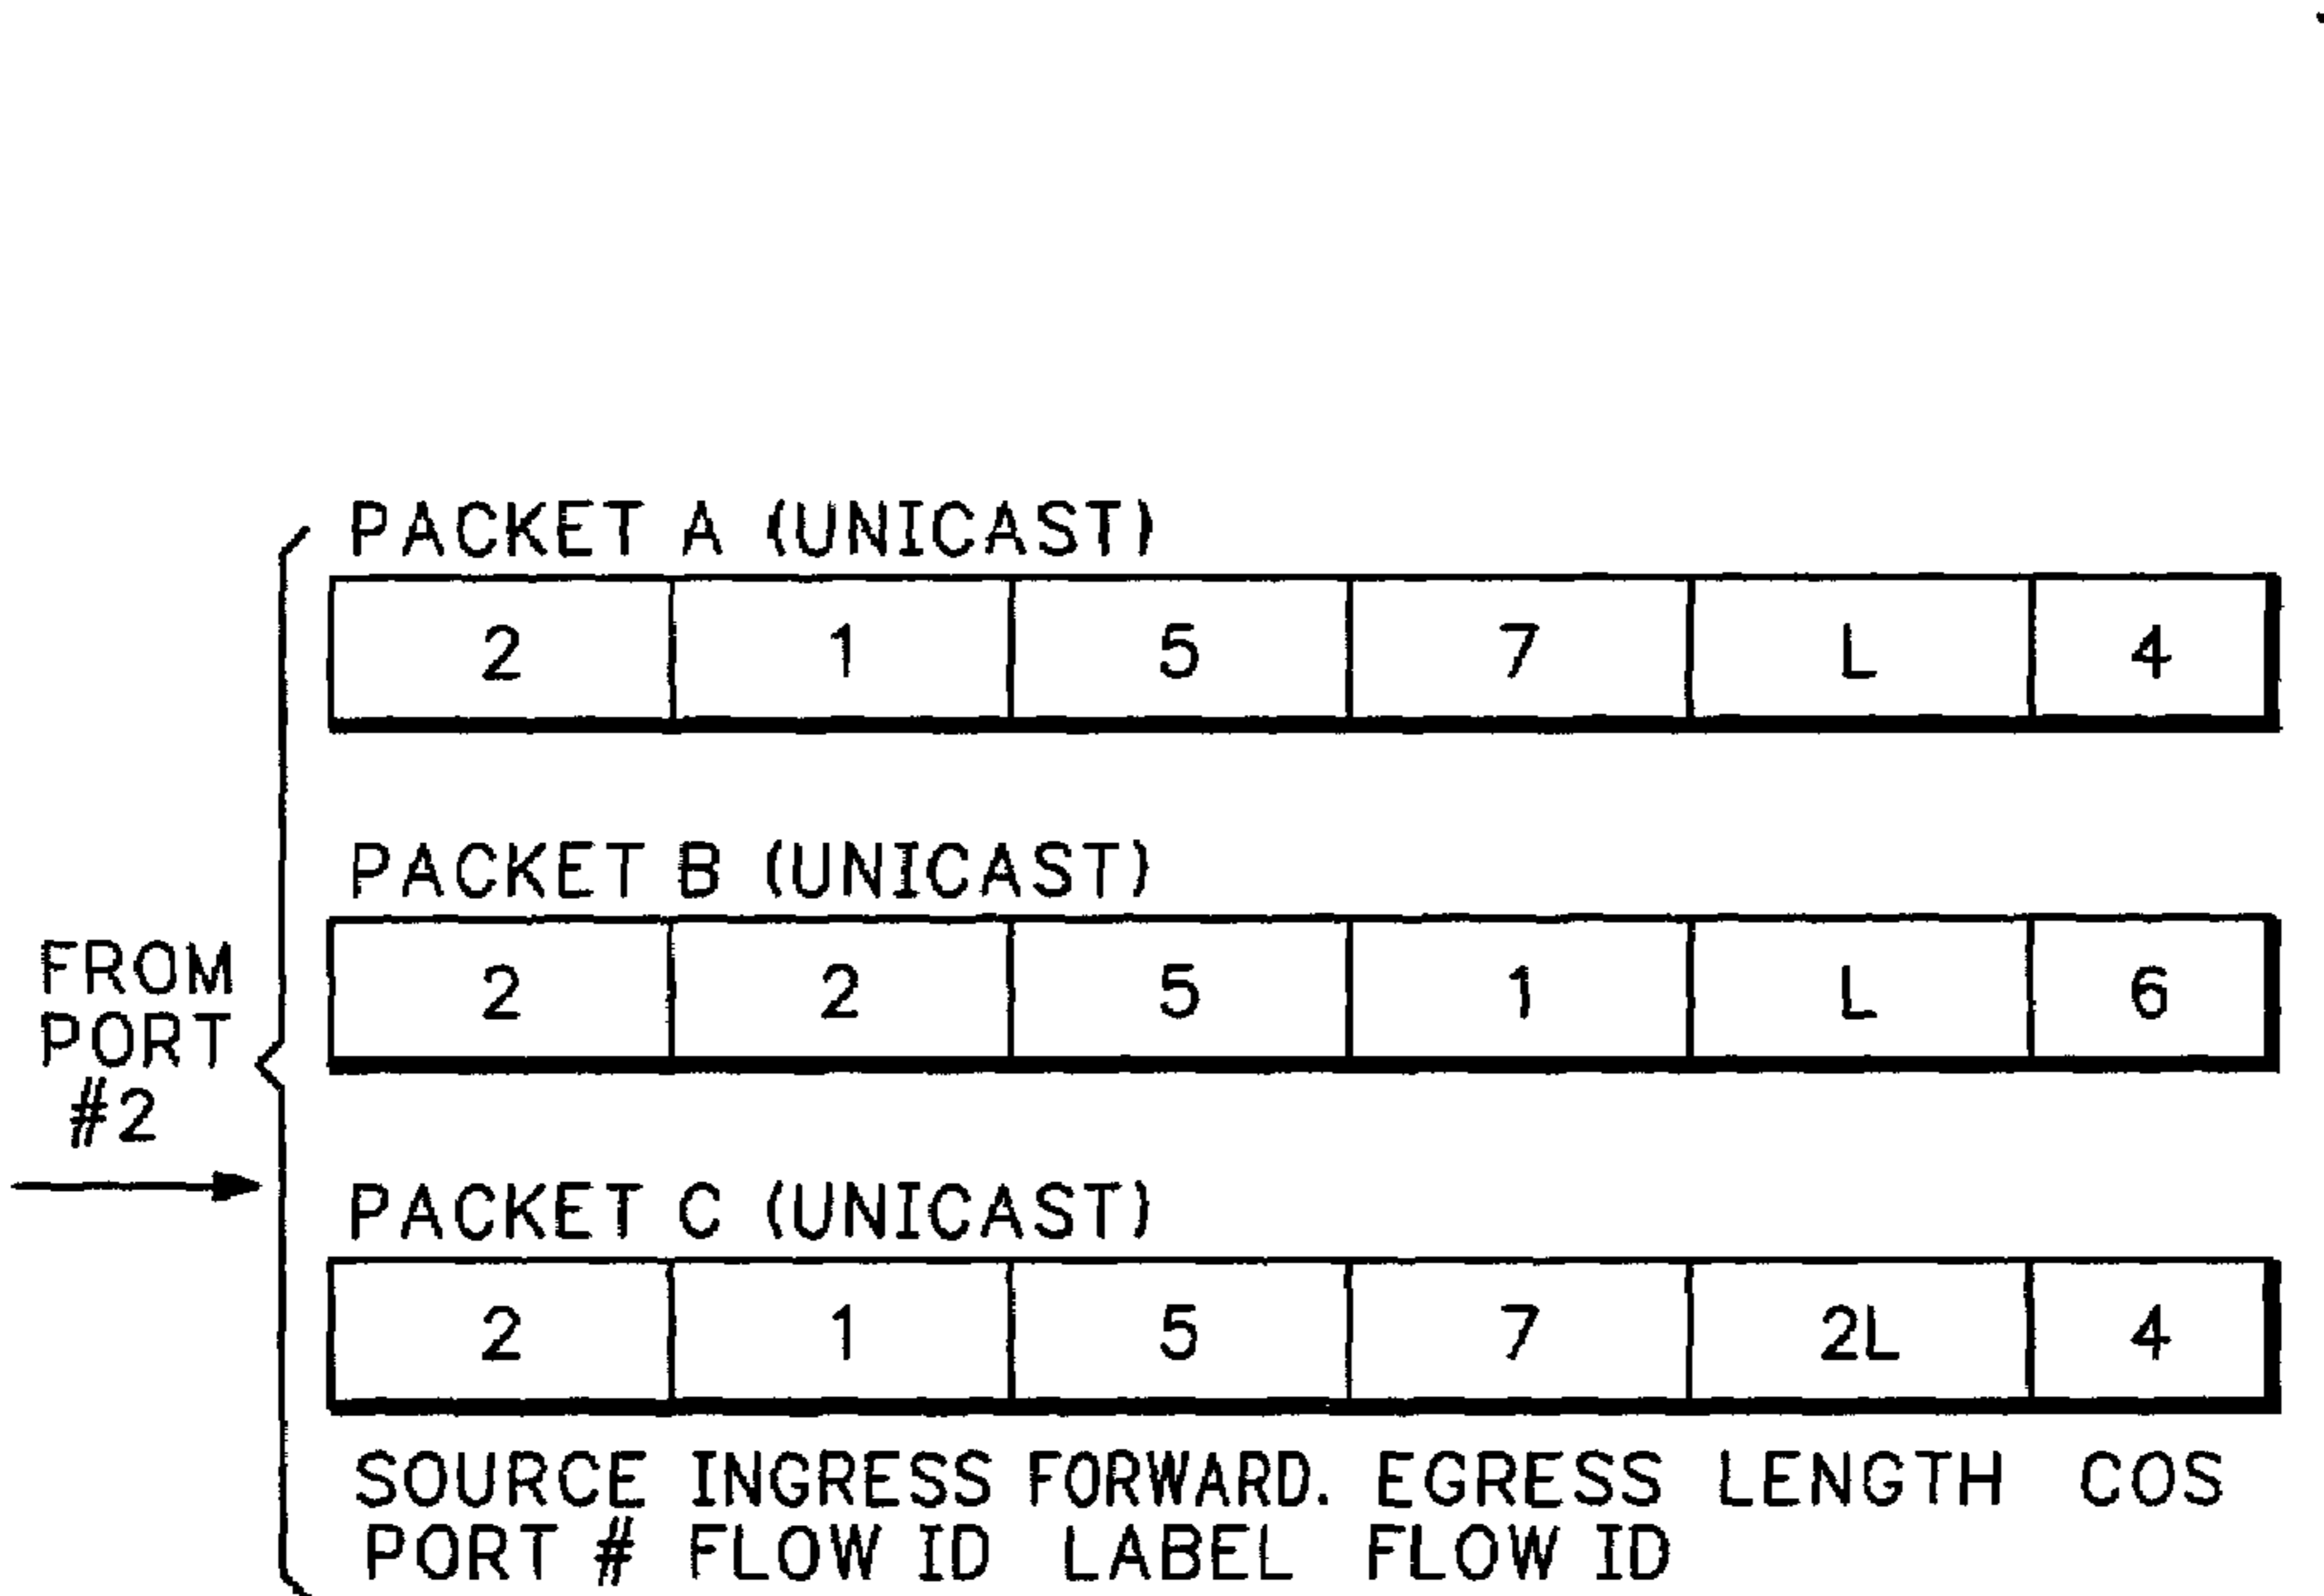 PACKET A (UNICAST)
2 1 5 7 L 4
PACKET B (UNICAST)
2 2 5 1 L 6
FROM
PORT
#2
PACKET C (UNICAST)
2 1 5 7 2L 4
SOURCE INGRESS FORWARD. EGRESS LENGTH COS
PORT # FLOW ID LABEL FLOW ID